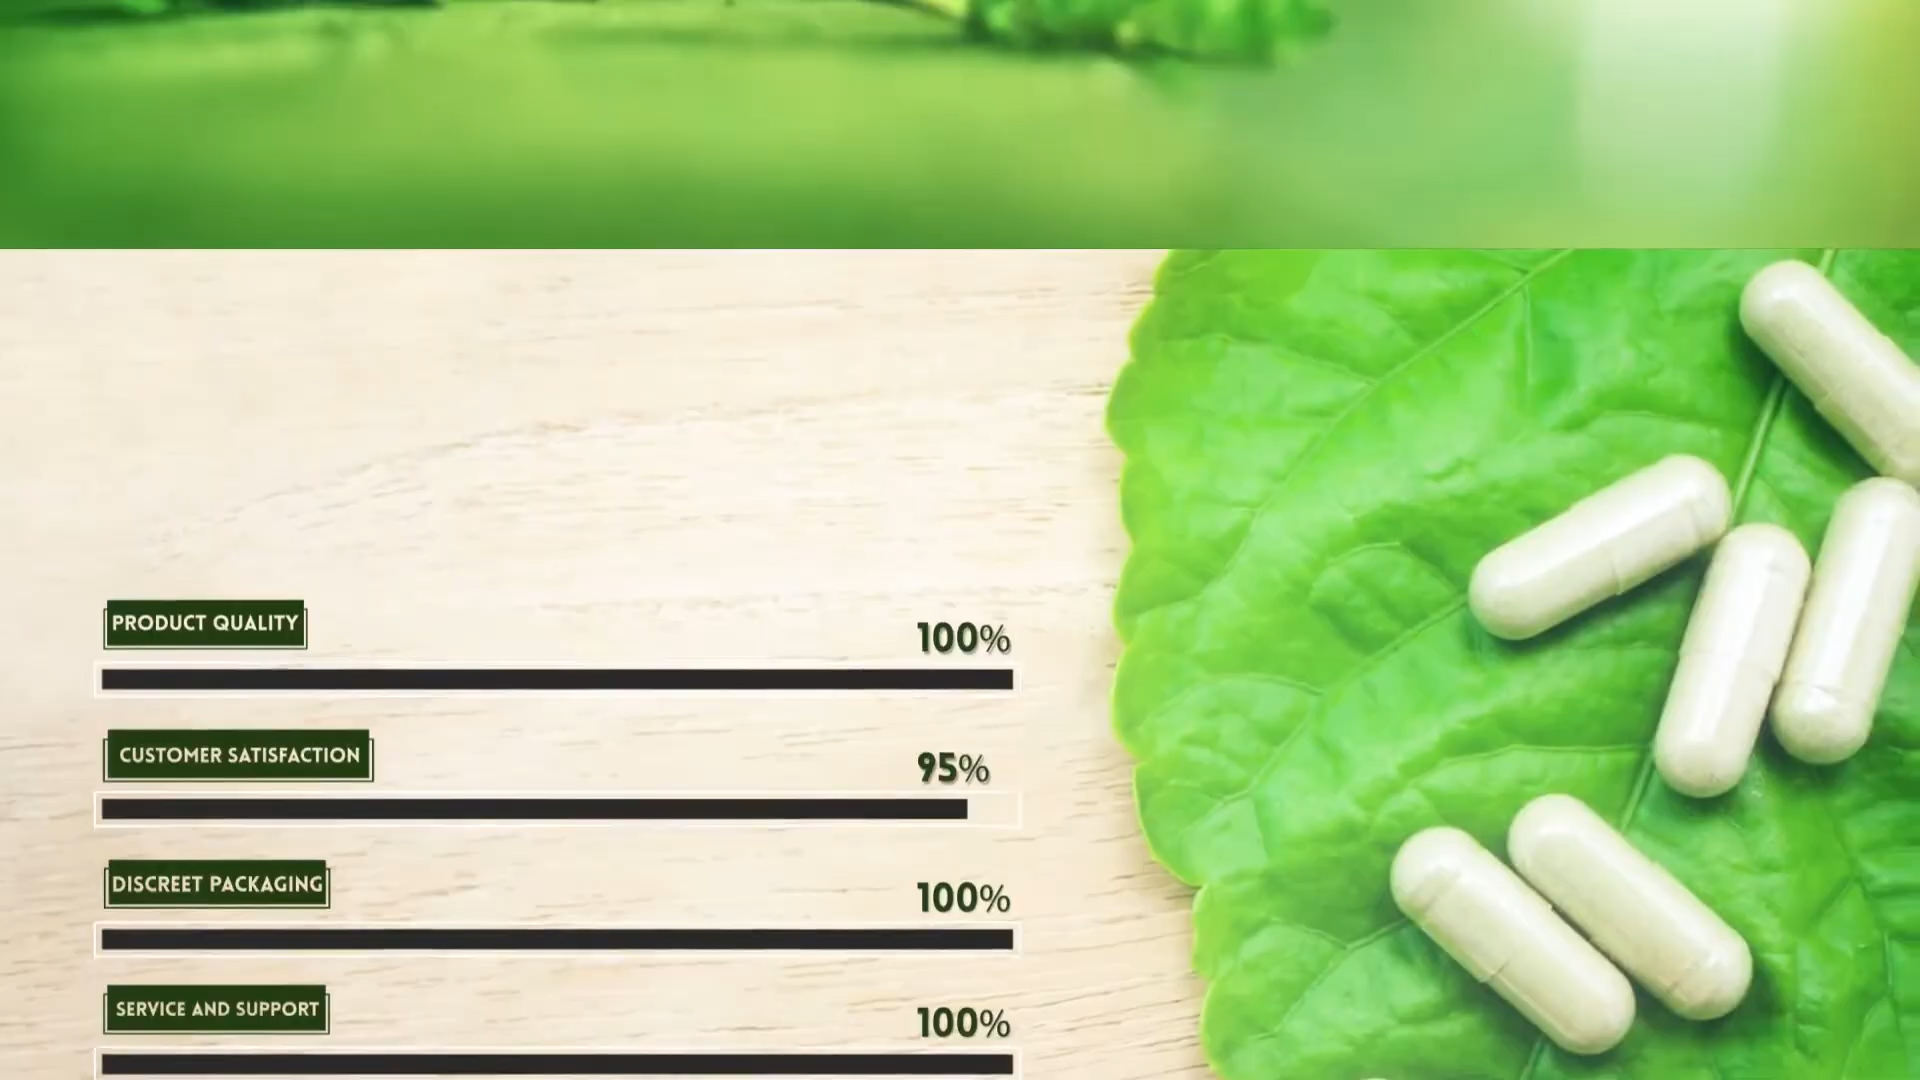 PRODUCT QUALITY
100%
CUSTOMER SATISFACTION
95%
DISCREET PACKAGING
100%
SERVICE AND SUPPORT
100%